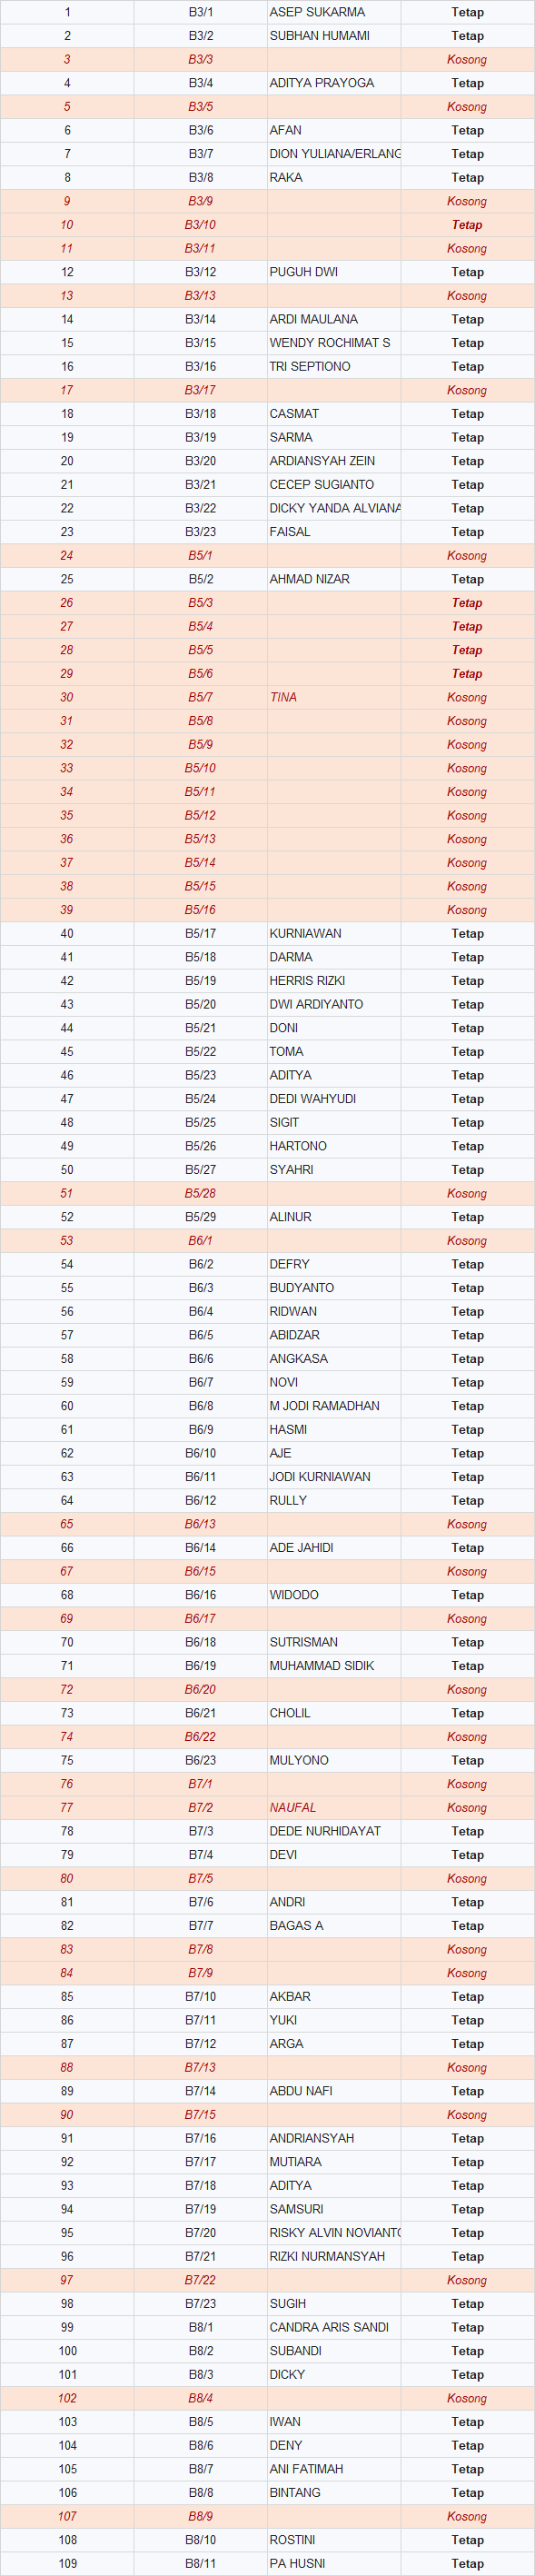 1 B3/1 ASEP SUKARMA Tetap
2 B3/2 SUBHAN HUMAMI Tetap
3 B3/3 Kosong
4 B3/4 ADITYA PRAYOGA Tetap
5 B3/5 Kosong
6 B3/6 AFAN Tetap
7 B3/7 DION YULIANA/ERLANG Tetap
8 B3/8 RAKA Tetap
9 B3/9 Kosong
10 B3/10 Tetap
11 B3/11 Kosong
12 B3/12 PUGUH DWI Tetap
13 B3/13 Kosong
14 B3/14 ARDI MAULANA Tetap
15 B3/15 WENDY ROCHIMAT S Tetap
16 B3/16 TRI SEPTIONO Tetap
17 B3/17 Kosong
18 B3/18 CASMAT Tetap
19 B3/19 SARMA Tetap
20 B3/20 ARDIANSYAH ZEIN Tetap
21 B3/21 CECEP SUGIANTO Tetap
22 B3/22 DICKY YANDA ALVIANA Tetap
23 B3/23 FAISAL Tetap
24 B5/1 Kosong
25 B5/2 AHMAD NIZAR Tetap
26 B5/3 Tetap
27 B5/4 Tetap
28 B5/5 Tetap
29 B5/6 Tetap
30 B5/7 TINA Kosong
31 B5/8 Kosong
32 B5/9 Kosong
33 B5/10 Kosong
34 B5/11 Kosong
35 B5/12 Kosong
36 B5/13 Kosong
37 B5/14 Kosong
38 B5/15 Kosong
39 B5/16 Kosong
40 B5/17 KURNIAWAN Tetap
41 B5/18 DARMA Tetap
42 B5/19 HERRIS RIZKI Tetap
43 B5/20 DWI ARDIYANTO Tetap
44 B5/21 DONI Tetap
45 B5/22 TOMA Tetap
46 B5/23 ADITYA Tetap
47 B5/24 DEDI WAHYUDI Tetap
48 B5/25 SIGIT Tetap
49 B5/26 HARTONO Tetap
50 B5/27 SYAHRI Tetap
51 B5/28 Kosong
52 B5/29 ALINUR Tetap
53 B6/1 Kosong
54 B6/2 DEFRY Tetap
55 B6/3 BUDYANTO Tetap
56 B6/4 RIDWAN Tetap
57 B6/5 ABIDZAR Tetap
58 B6/6 ANGKASA Tetap
59 B6/7 NOVI Tetap
60 B6/8 M JODI RAMADHAN Tetap
61 B6/9 HASMI Tetap
62 B6/10 AJE Tetap
63 B6/11 JODI KURNIAWAN Tetap
64 B6/12 RULLY Tetap
65 B6/13 Kosong
66 B6/14 ADE JAHIDI Tetap
67 B6/15 Kosong
68 B6/16 WIDODO Tetap
69 B6/17 Kosong
70 B6/18 SUTRISMAN Tetap
71 B6/19 MUHAMMAD SIDIK Tetap
72 B6/20 Kosong
73 B6/21 CHOLIL Tetap
74 B6/22 Kosong
75 B6/23 MULYONO Tetap
76 B7/1 Kosong
77 B7/2 NAUFAL Kosong
78 B7/3 DEDE NURHIDAYAT Tetap
79 B7/4 DEVI Tetap
80 B7/5 Kosong
81 B7/6 ANDRI Tetap
82 B7/7 BAGAS A Tetap
83 B7/8 Kosong
84 B7/9 Kosong
85 B7/10 AKBAR Tetap
86 B7/11 YUKI Tetap
87 B7/12 ARGA Tetap
88 B7/13 Kosong
89 B7/14 ABDU NAFI Tetap
90 B7/15 Kosong
91 B7/16 ANDRIANSYAH Tetap
92 B7/17 MUTIARA Tetap
93 B7/18 ADITYA Tetap
94 B7/19 SAMSURI Tetap
95 B7/20 RISKY ALVIN NOVIANTO Tetap
96 B7/21 RIZKI NURMANSYAH Tetap
97 B7/22 Kosong
98 B7/23 SUGIH Tetap
99 B8/1 CANDRA ARIS SANDI Tetap
100 B8/2 SUBANDI Tetap
101 B8/3 DICKY Tetap
102 B8/4 Kosong
103 B8/5 IWAN Tetap
104 B8/6 DENY Tetap
105 B8/7 ANI FATIMAH Tetap
106 B8/8 BINTANG Tetap
107 B8/9 Kosong
108 B8/10 ROSTINI Tetap
109 B8/11 PA HUSNI Tetap